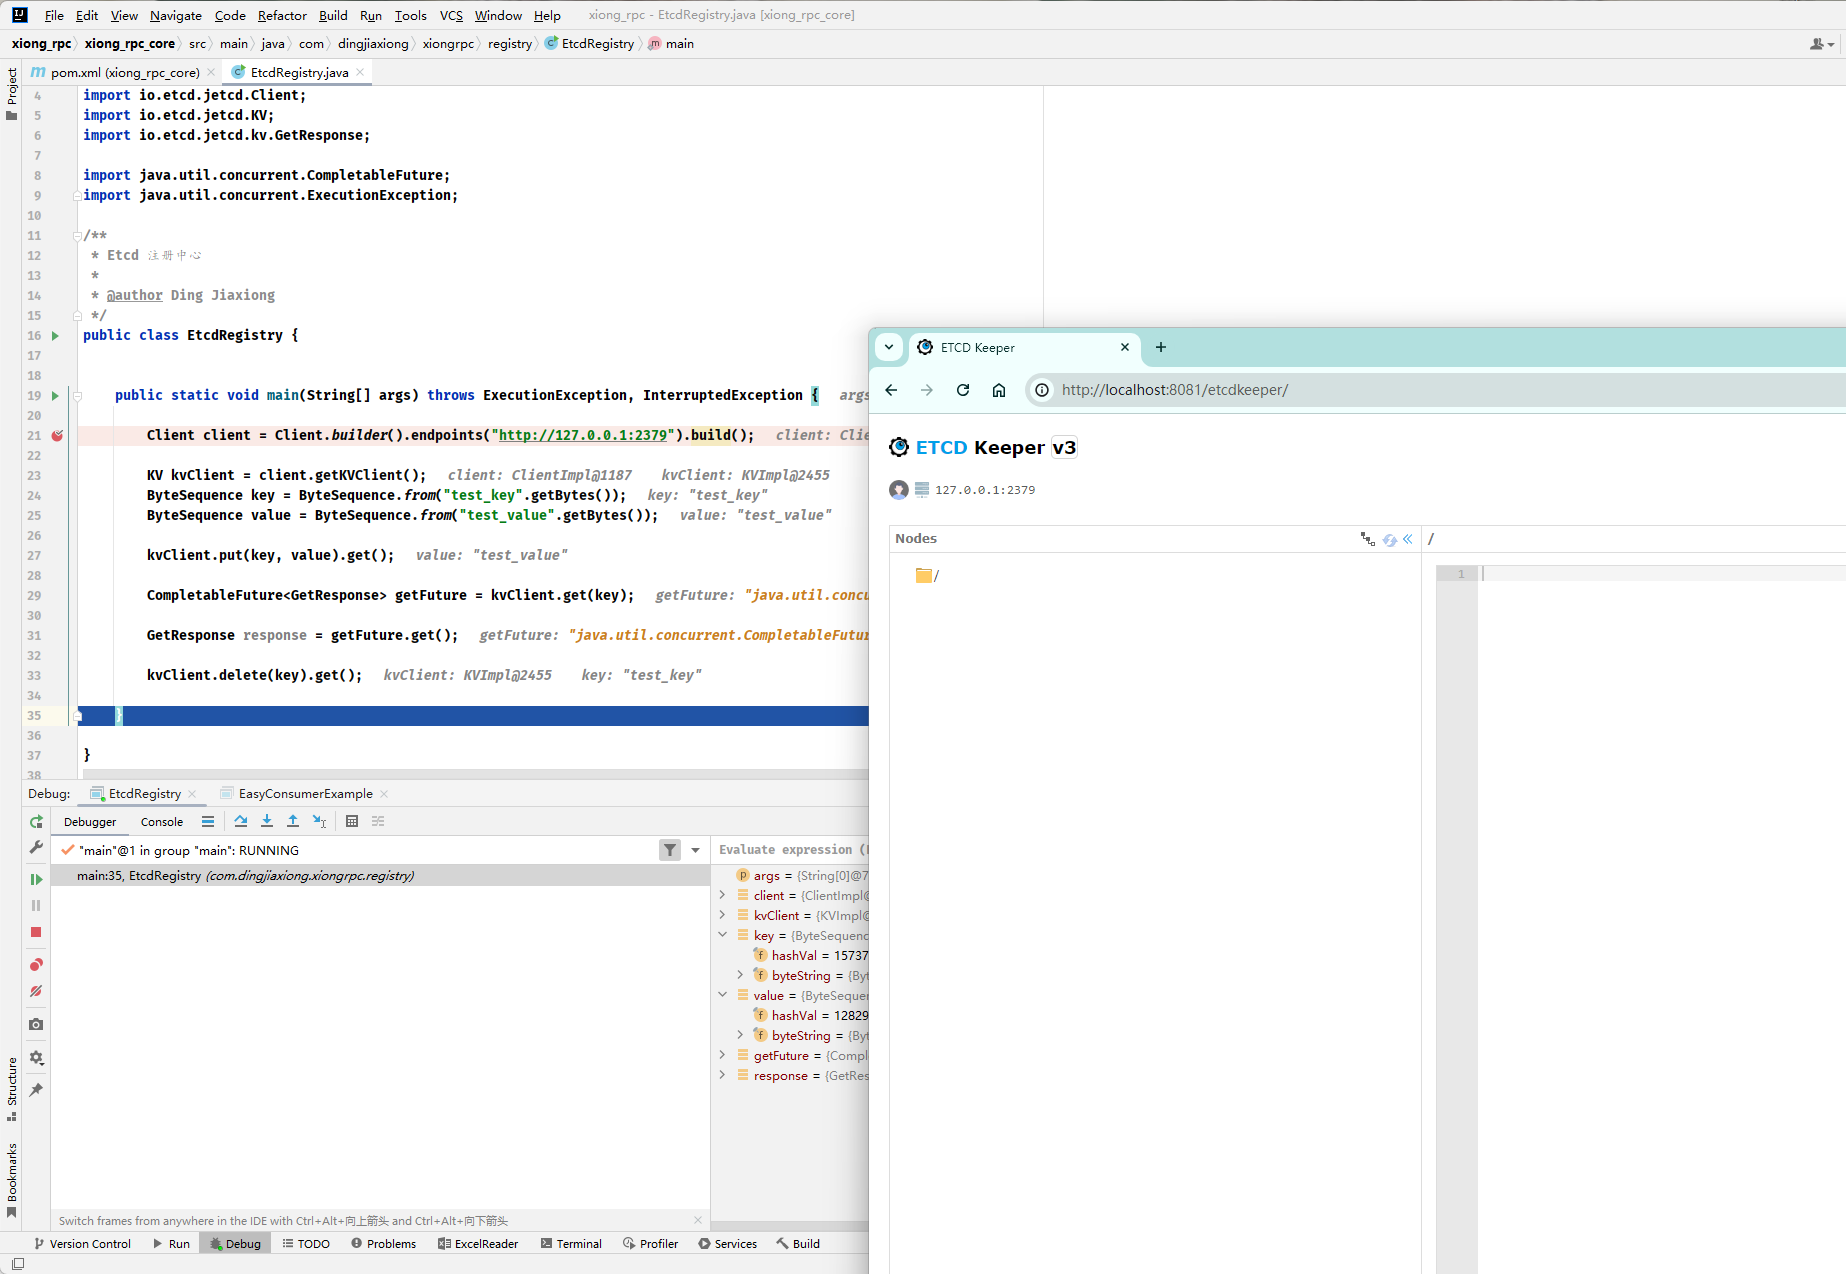 File Edit View Navigate Code Refactor Build Run Tools VCS Window Help xiong_rpc - EtcdRegistry.java [xiong_rpc_core]
xiong_rpc xiong_rpc_core src main java com dingjiaxiong xiongrpc registry EtcdRegistry main
pom.xml (xiong_rpc_core) EtcdRegistry.java
Project
4 import io.etcd.jetcd.Client;
5 import io.etcd.jetcd.KV;
6 import io.etcd.jetcd.kv.GetResponse;
7
8 import java.util.concurrent.CompletableFuture;
9 import java.util.concurrent.ExecutionException;
10
11 /**
12 * Etcd 注册中心
13 *
14 * @author Ding Jiaxiong
15 */
16 public class EtcdRegistry {
17
18
19 public static void main(String[] args) throws ExecutionException, InterruptedException { args
20
21 Client client = Client.builder().endpoints("http://127.0.0.1:2379").build(); client: Clie
22
23 KV kvClient = client.getKVClient(); client: ClientImpl@1187 kvClient: KVImpl@2455
24 ByteSequence key = ByteSequence.from("test_key".getBytes()); key: "test_key"
25 ByteSequence value = ByteSequence.from("test_value".getBytes()); value: "test_value"
26
27 kvClient.put(key, value).get(); value: "test_value"
28
29 CompletableFuture<GetResponse> getFuture = kvClient.get(key); getFuture: "java.util.concu
30
31 GetResponse response = getFuture.get(); getFuture: "java.util.concurrent.CompletableFutur
32
33 kvClient.delete(key).get(); kvClient: KVImpl@2455 key: "test_key"
34
35 }
36
37 }
38
Debug: EtcdRegistry EasyConsumerExample
Debugger Console
"main"@1 in group "main": RUNNING
main:35, EtcdRegistry (com.dingjiaxiong.xiongrpc.registry)
Evaluate expression (
args = {String[0]@7
client = {ClientImpl@
kvClient = {KVImpl@
key = {ByteSequenc
hashVal = 15737
byteString = {Byt
value = {ByteSequer
hashVal = 12829
byteString = {Byt
getFuture = {Compl
response = {GetRes
Structure
Bookmarks
Switch frames from anywhere in the IDE with Ctrl+Alt+向上箭头 and Ctrl+Alt+向下箭头
Version Control Run Debug TODO Problems ExcelReader Terminal Profiler Services Build
ETCD Keeper
http://localhost:8081/etcdkeeper/
ETCD Keeper v3
127.0.0.1:2379
Nodes
/
/
1